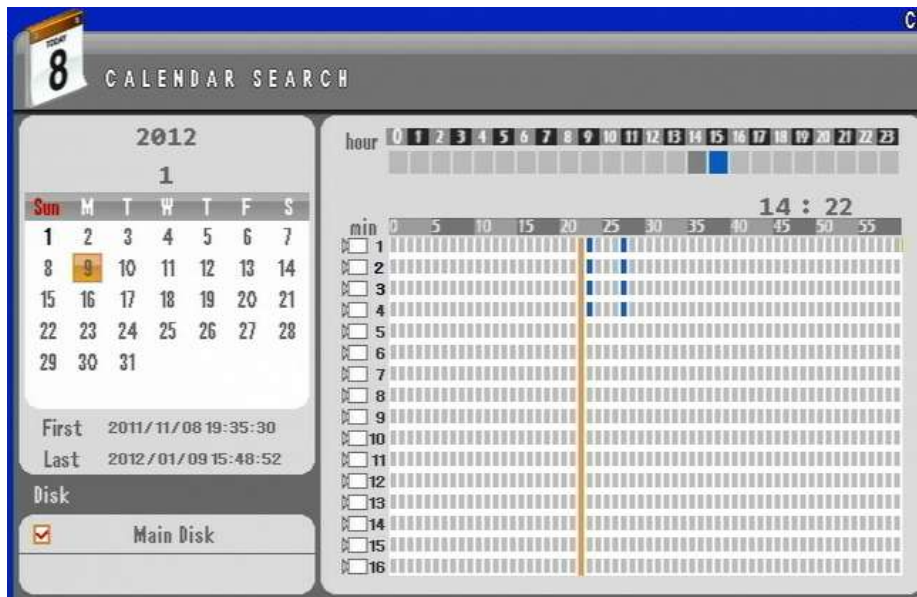 C
TODAY
8
CALENDAR SEARCH
2012
1
Sun M T W T F S
1 2 3 4 5 6 7
8 9 10 11 12 13 14
15 16 17 18 19 20 21
22 23 24 25 26 27 28
29 30 31
First 2011/11/08 19:35:30
Last 2012/01/09 15:48:52
Disk
Main Disk
hour 0 1 2 3 4 5 6 7 8 9 10 11 12 13 14 15 16 17 18 19 20 21 22 23
14 : 22
min 0 5 10 15 20 25 30 35 40 45 50 55
1
2
3
4
5
6
7
8
9
10
11
12
13
14
15
16